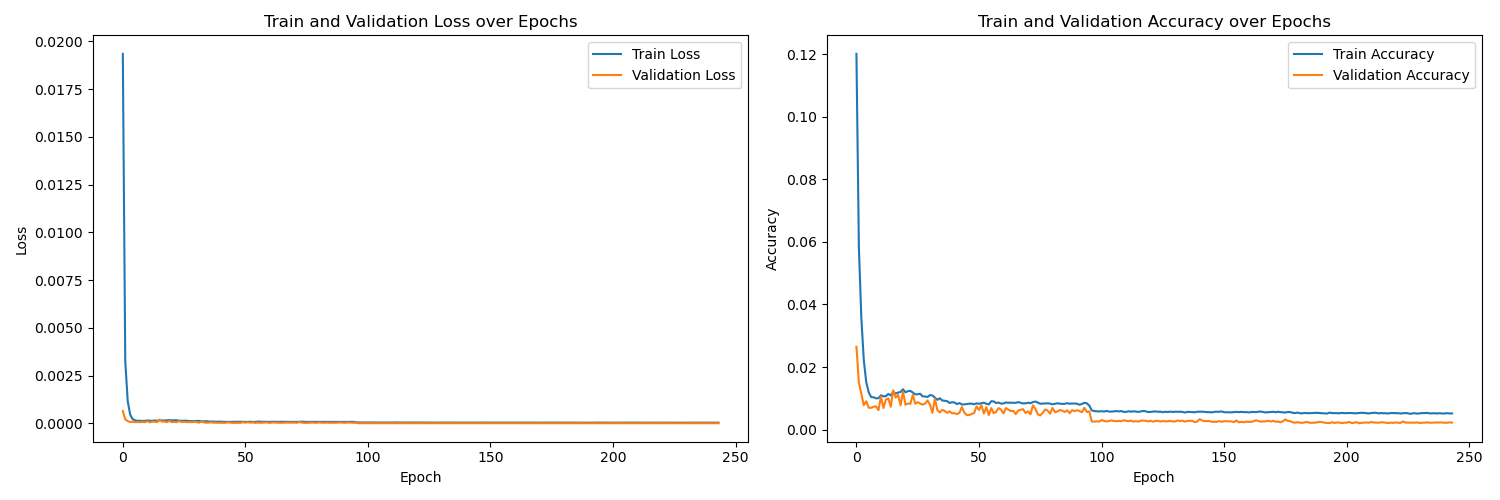 Train and Validation Loss over Epochs
Train Loss
Validation Loss
0.0200
0.0175
0.0150
0.0125
0.0100
0.0075
0.0050
0.0025
0.0000
Loss
0 50 100 150 200 250
Epoch
Train and Validation Accuracy over Epochs
Train Accuracy
Validation Accuracy
0.12
0.10
0.08
0.06
0.04
0.02
0.00
Accuracy
0 50 100 150 200 250
Epoch